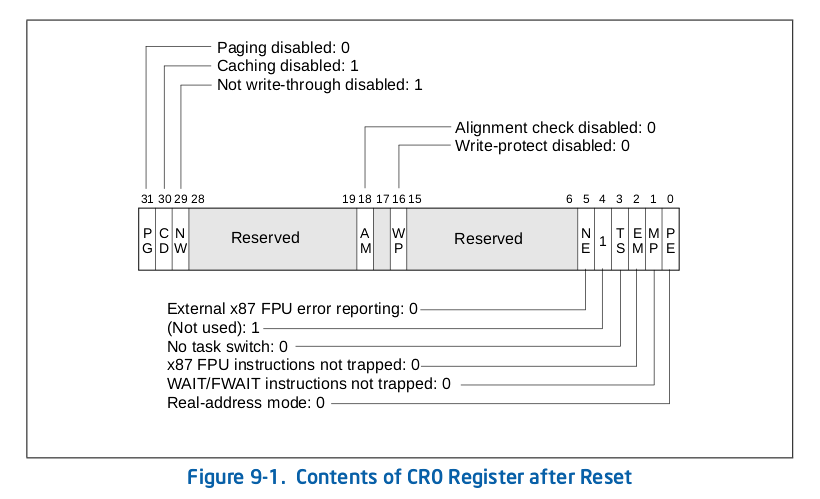 Paging disabled: 0
Caching disabled: 1
Not write-through disabled: 1
Alignment check disabled: 0
Write-protect disabled: 0
31 30 29 28 19 18 17 16 15 6 5 4 3 2 1 0
PG CD NW Reserved AM WP Reserved NE 1 TS EM MP PE
External x87 FPU error reporting: 0
(Not used): 1
No task switch: 0
x87 FPU instructions not trapped: 0
WAIT/FWAIT instructions not trapped: 0
Real-address mode: 0
Figure 9-1. Contents of CR0 Register after Reset